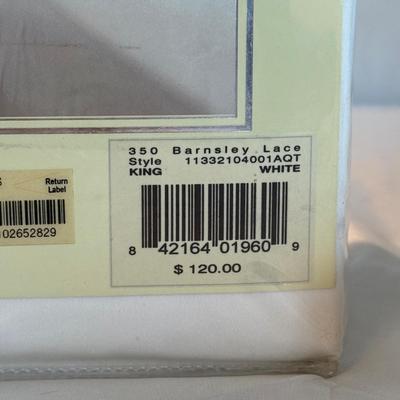 350 Barnsley Lace
Style 11332104001AQT
KING WHITE
8 42164 01960 9
$ 120.00
Return
Label
02652829